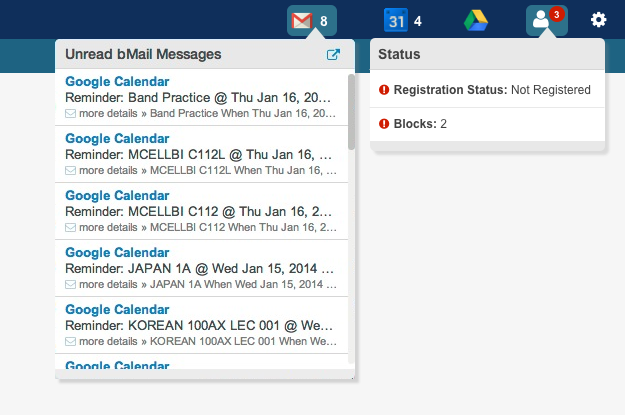 8
31 4
3
Unread bMail Messages
Google Calendar
Reminder: Band Practice @ Thu Jan 16, 20...
more details » Band Practice When Thu Jan 16, 20...
Google Calendar
Reminder: MCELLBI C112L @ Thu Jan 16, ...
more details » MCELLBI C112L When Thu Jan 16, ...
Google Calendar
Reminder: MCELLBI C112 @ Thu Jan 16, 2...
more details » MCELLBI C112 When Thu Jan 16, 2...
Google Calendar
Reminder: JAPAN 1A @ Wed Jan 15, 2014 ...
more details » JAPAN 1A When Wed Jan 15, 2014 ...
Google Calendar
Reminder: KOREAN 100AX LEC 001 @ We...
more details » KOREAN 100AX LEC 001 When We...
Google Calendar
Status
Registration Status: Not Registered
Blocks: 2